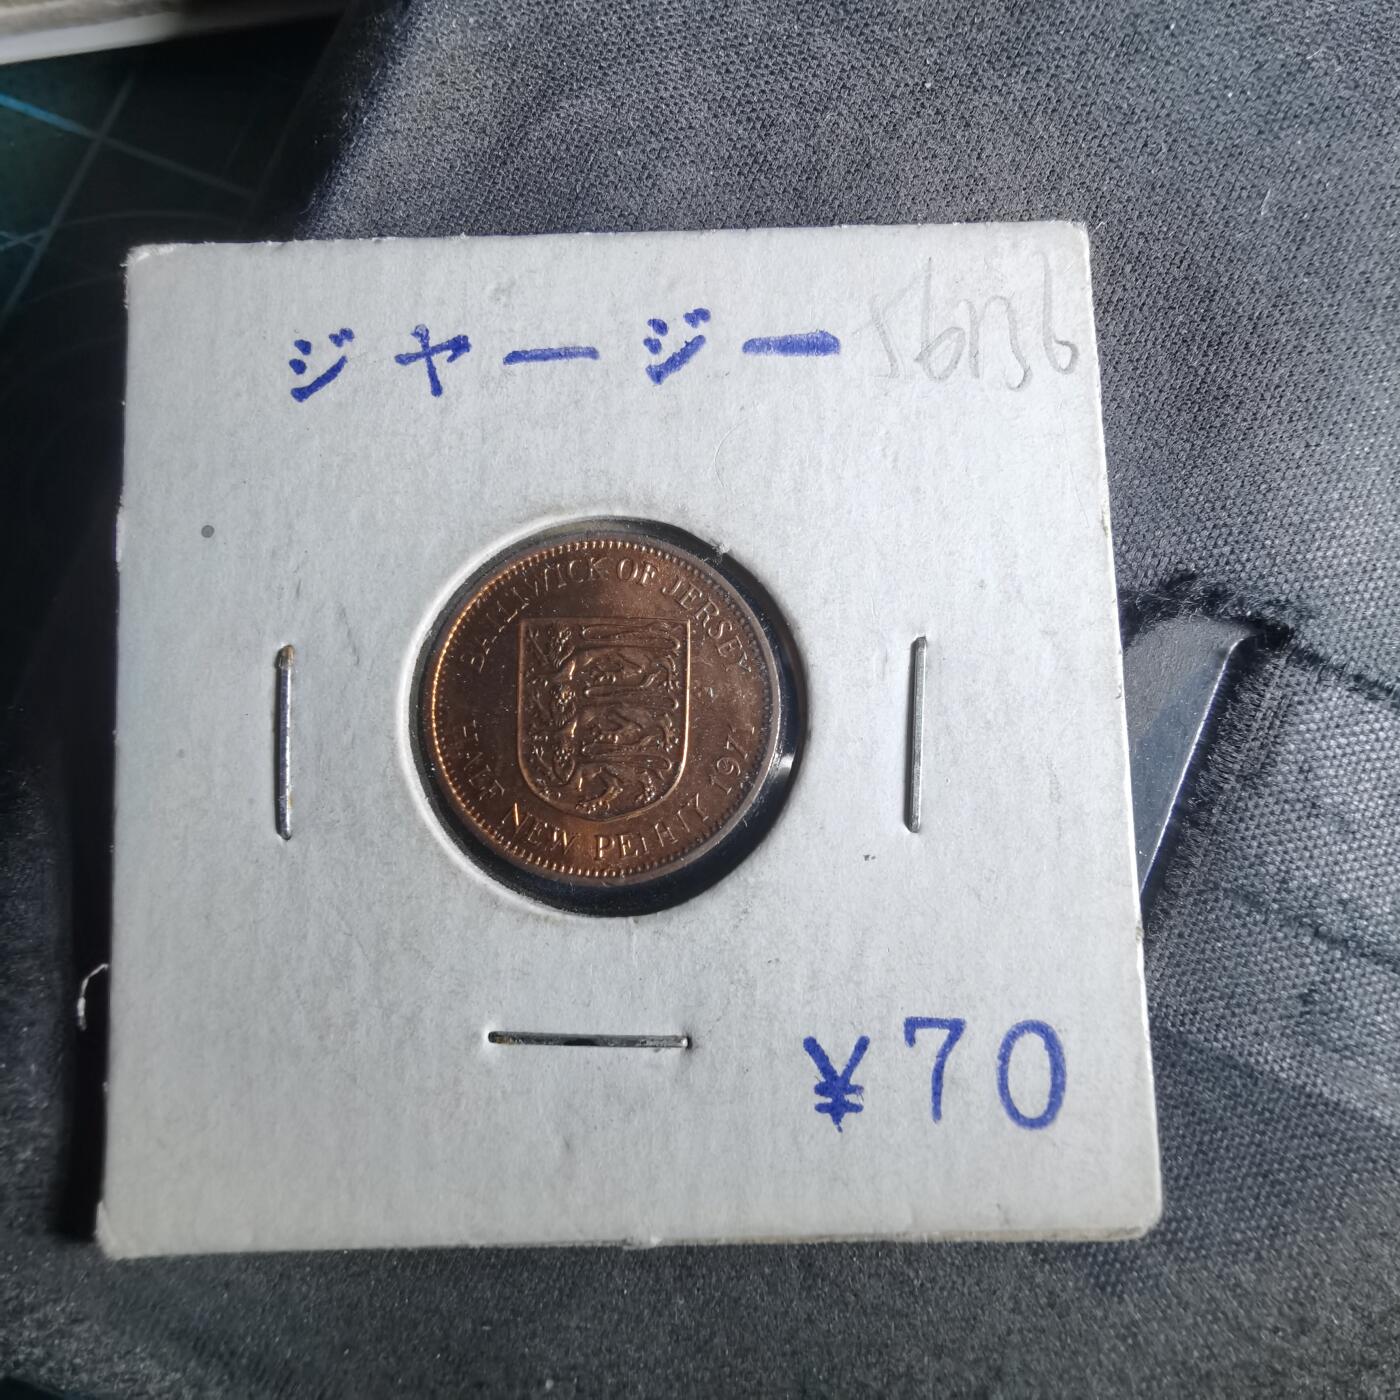 ジャージー
BAILIWICK OF JERSEY
HALF NEW PENNY 1971
¥70